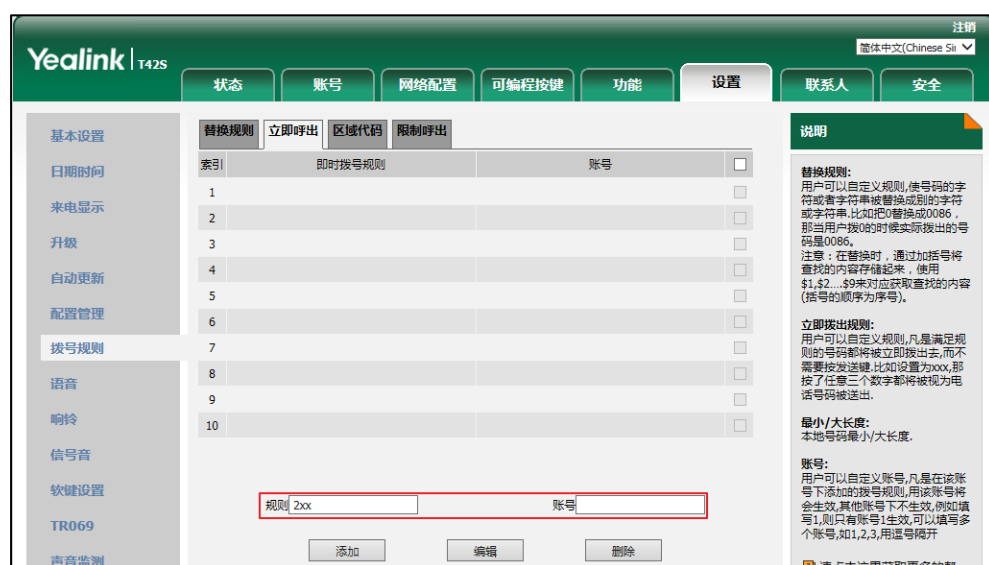 注销
简体中文(Chinese Sir
Yealink | T42S
状态 账号 网络配置 可编程按键 功能 设置 联系人 安全
基本设置
日期时间
来电显示
升级
自动更新
配置管理
拨号规则
语音
响铃
信号音
软键设置
TR069
声音监测
替换规则 立即呼出 区域代码 限制呼出
索引 即时拨号规则 账号
1
2
3
4
5
6
7
8
9
10
规则 2xx 账号
添加 编辑 删除
说明
替换规则:
用户可以自定义规则,使号码的字
符或者字符串被替换成别的字符
或字符串.比如把0替换成0086，
那当用户拨0的时候实际拨出的号
码是0086。
注意：在替换时，通过加括号将
查找的内容存储起来，使用
$1,$2....$9来对应获取查找的内容
(括号的顺序为序号)。
立即拨出规则:
用户可以自定义规则,凡是满足规
则的号码都将被立即拨出去,而不
需要按发送键.比如设置为xxx,那
按了任意三个数字都将被视为电
话号码被送出.
最小/大长度:
本地号码最小/大长度.
账号:
用户可以自定义账号,凡是在该账
号下添加的拨号规则,用该账号将
会生效,其他账号下不生效,例如填
写1,则只有账号1生效,可以填写多
个账号,如1,2,3,用逗号隔开